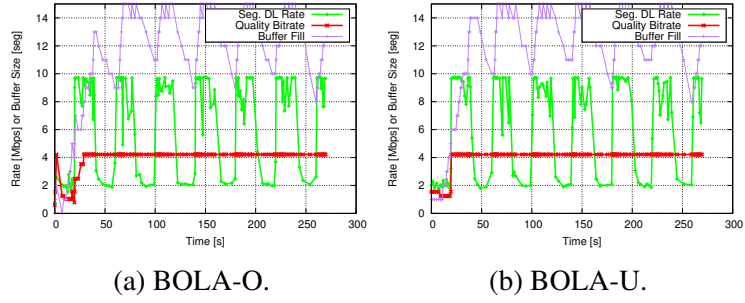 Rate [Mbps] or Buffer Size [seg]
14
12
10
8
6
4
2
0
0 50 100 150 200 250 300
Time [s]
Seg. DL Rate
Quality Bitrate
Buffer Fill
(a) BOLA-O.
Rate [Mbps] or Buffer Size [seg]
14
12
10
8
6
4
2
0
0 50 100 150 200 250 300
Time [s]
Seg. DL Rate
Quality Bitrate
Buffer Fill
(b) BOLA-U.